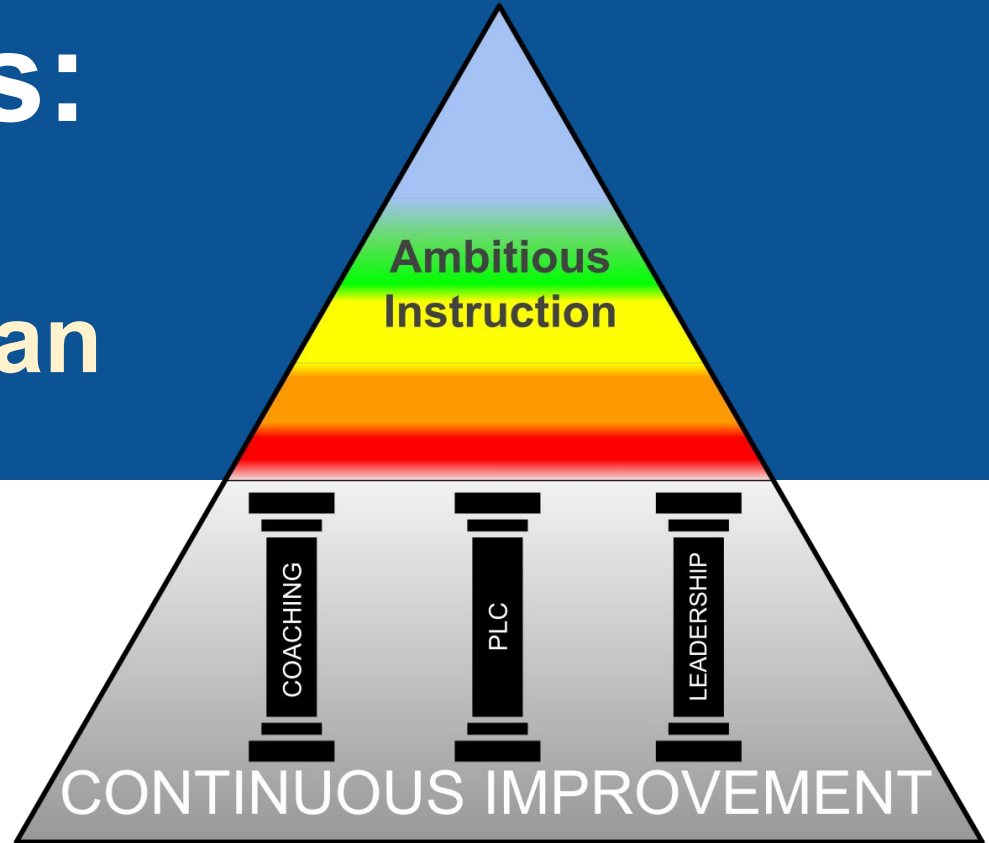 s:
an
Ambitious
Instruction
COACHING
PLC
LEADERSHIP
CONTINUOUS IMPROVEMENT